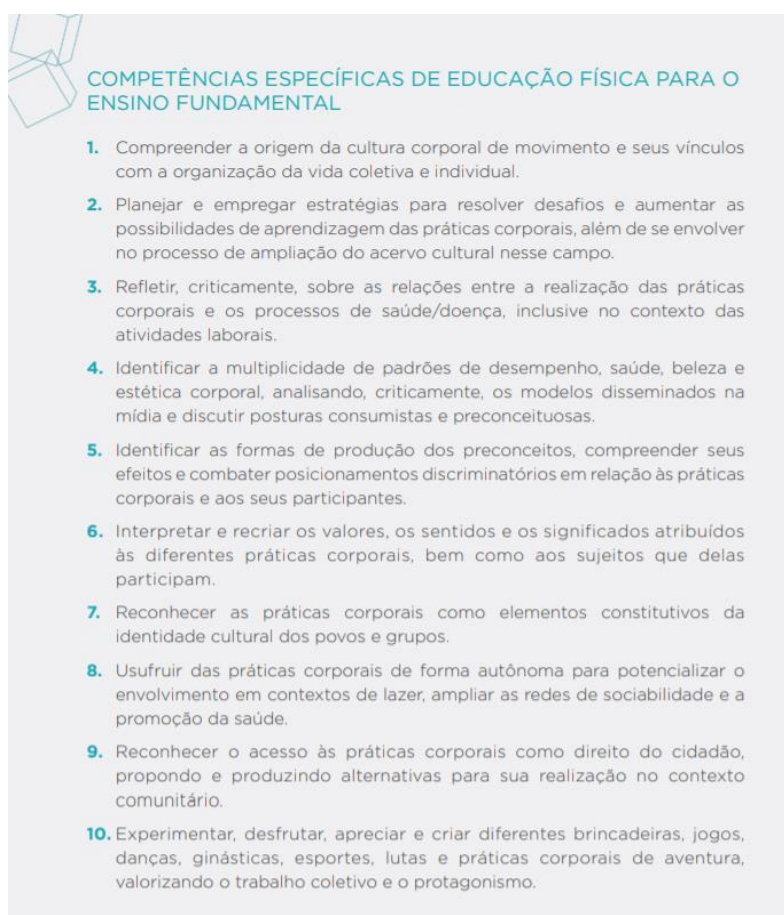 COMPETÊNCIAS ESPECÍFICAS DE EDUCAÇÃO FÍSICA PARA O
ENSINO FUNDAMENTAL
1. Compreender a origem da cultura corporal de movimento e seus vínculos
com a organização da vida coletiva e individual.
2. Planejar e empregar estratégias para resolver desafios e aumentar as
possibilidades de aprendizagem das práticas corporais, além de se envolver
no processo de ampliação do acervo cultural nesse campo.
3. Refletir, criticamente, sobre as relações entre a realização das práticas
corporais e os processos de saúde/doença, inclusive no contexto das
atividades laborais.
4. Identificar a multiplicidade de padrões de desempenho, saúde, beleza e
estética corporal, analisando, criticamente, os modelos disseminados na
mídia e discutir posturas consumistas e preconceituosas.
5. Identificar as formas de produção dos preconceitos, compreender seus
efeitos e combater posicionamentos discriminatórios em relação às práticas
corporais e aos seus participantes.
6. Interpretar e recriar os valores, os sentidos e os significados atribuídos
às diferentes práticas corporais, bem como aos sujeitos que delas
participam.
7. Reconhecer as práticas corporais como elementos constitutivos da
identidade cultural dos povos e grupos.
8. Usufruir das práticas corporais de forma autônoma para potencializar o
envolvimento em contextos de lazer, ampliar as redes de sociabilidade e a
promoção da saúde.
9. Reconhecer o acesso às práticas corporais como direito do cidadão,
propondo e produzindo alternativas para sua realização no contexto
comunitário.
10. Experimentar, desfrutar, apreciar e criar diferentes brincadeiras, jogos,
danças, ginásticas, esportes, lutas e práticas corporais de aventura,
valorizando o trabalho coletivo e o protagonismo.